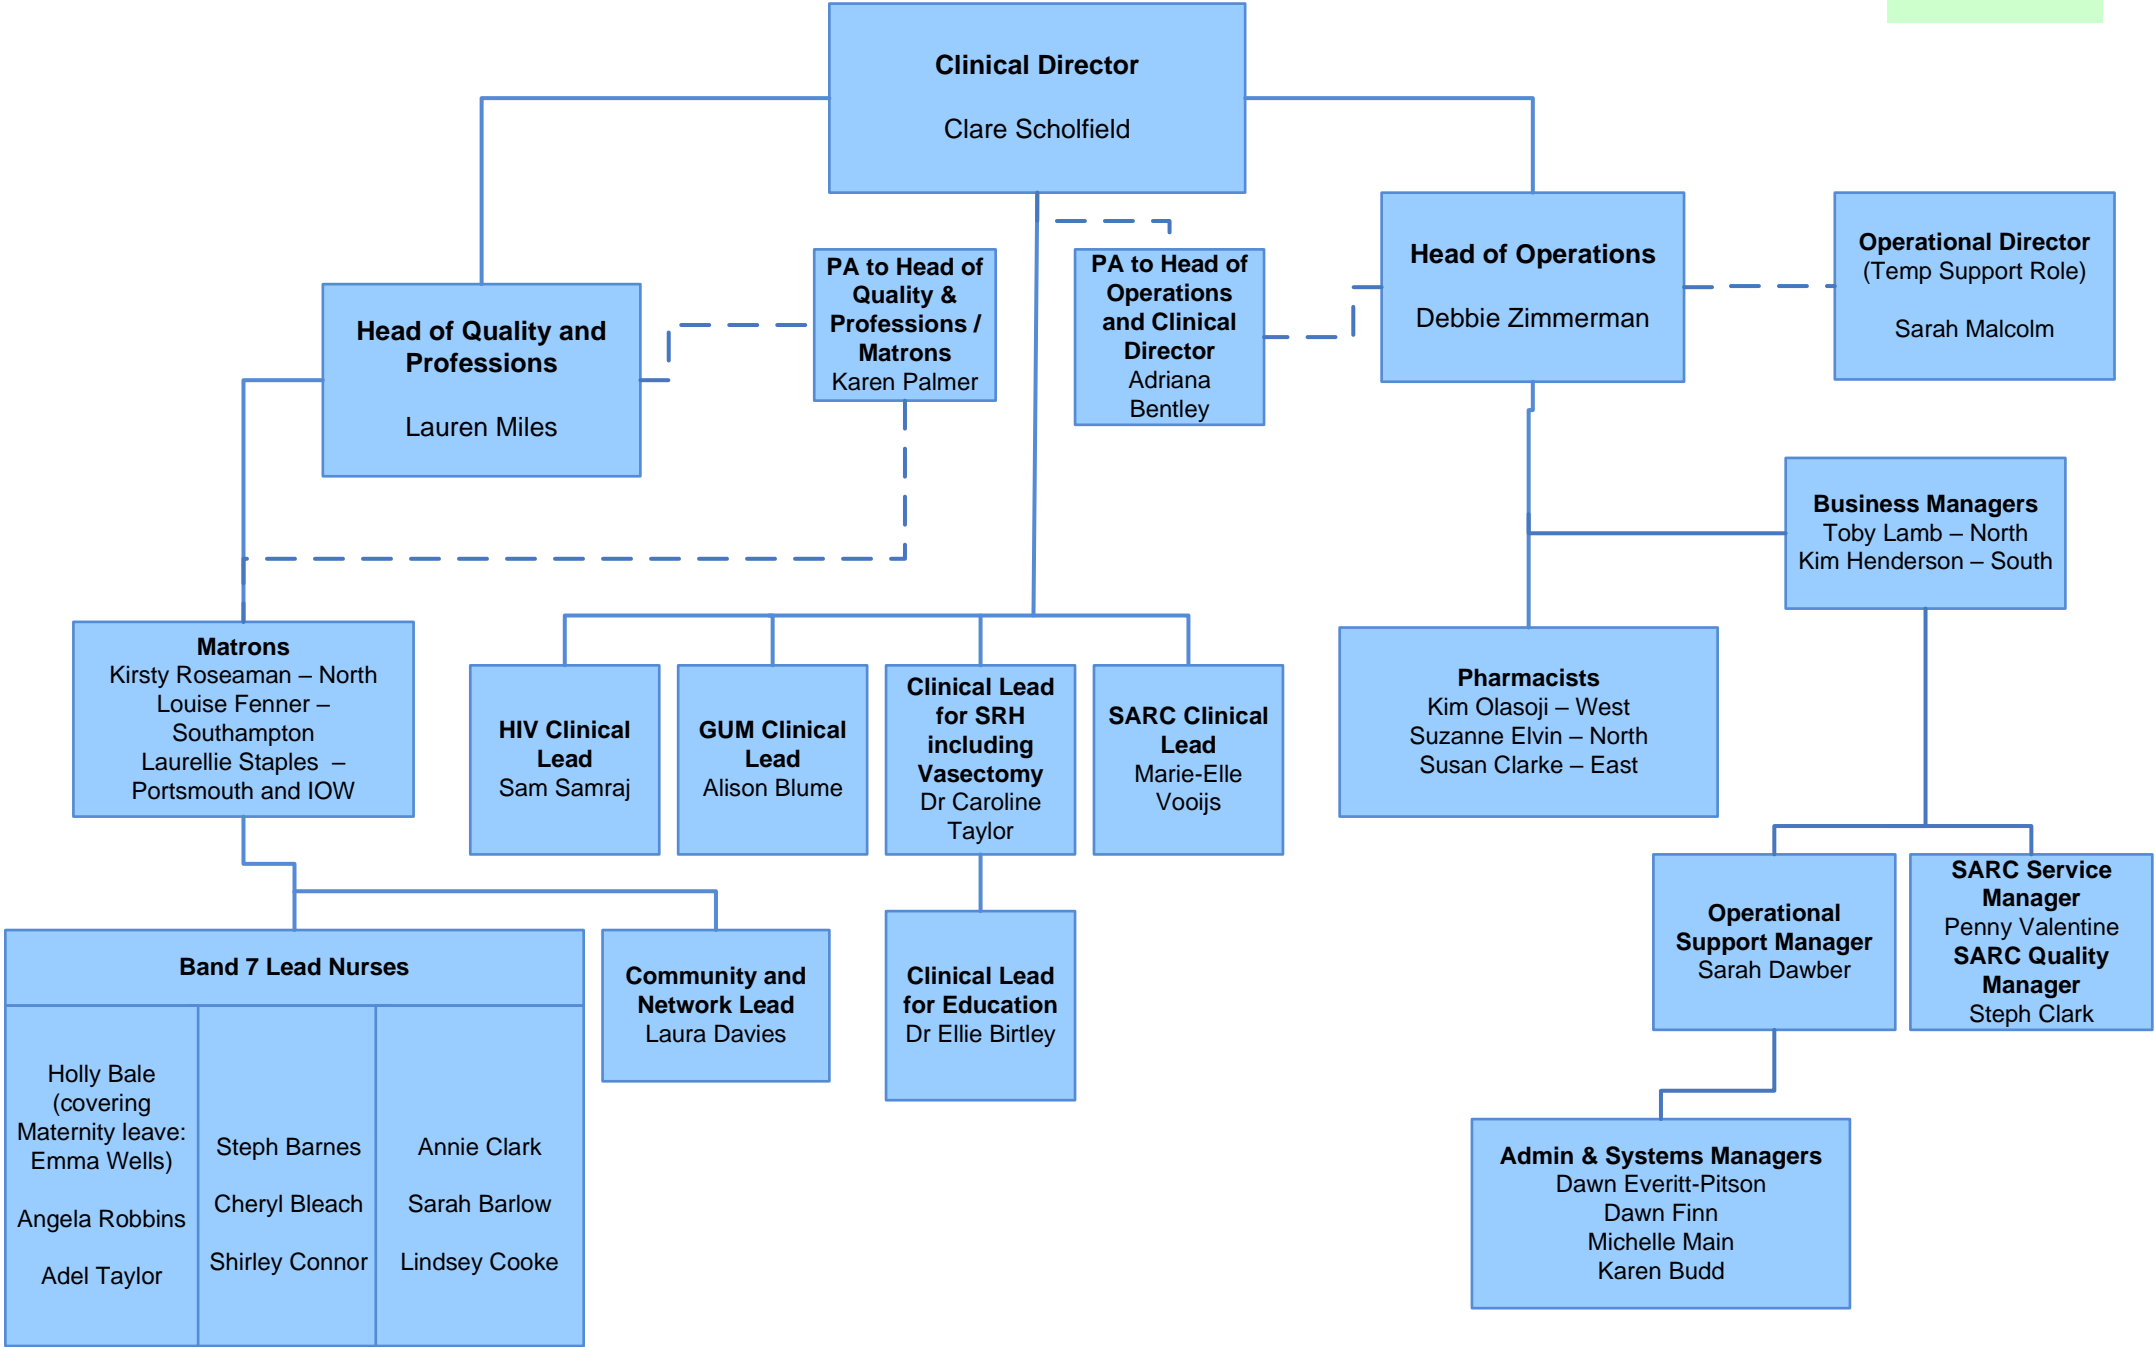 Clinical Director
Clare Scholfield
Head of Quality and
Professions
Lauren Miles
PA to Head of
Quality &
Professions /
Matrons
Karen Palmer
PA to Head of
Operations
and Clinical
Director
Adriana
Bentley
Head of Operations
Debbie Zimmerman
Operational Director
(Temp Support Role)
Sarah Malcolm
Business Managers
Toby Lamb – North
Kim Henderson – South
Matrons
Kirsty Roseaman – North
Louise Fenner –
Southampton
Laurellie Staples –
Portsmouth and IOW
HIV Clinical
Lead
Sam Samraj
GUM Clinical
Lead
Alison Blume
Clinical Lead
for SRH
including
Vasectomy
Dr Caroline
Taylor
SARC Clinical
Lead
Marie-Elle
Vooijs
Pharmacists
Kim Olasoji – West
Suzanne Elvin – North
Susan Clarke – East
Operational
Support Manager
Sarah Dawber
SARC Service
Manager
Penny Valentine
SARC Quality
Manager
Steph Clark
Band 7 Lead Nurses
Holly Bale
(covering
Maternity leave:
Emma Wells)
Angela Robbins
Adel Taylor
Steph Barnes
Cheryl Bleach
Shirley Connor
Annie Clark
Sarah Barlow
Lindsey Cooke
Community and
Network Lead
Laura Davies
Clinical Lead
for Education
Dr Ellie Birtley
Admin & Systems Managers
Dawn Everitt-Pitson
Dawn Finn
Michelle Main
Karen Budd